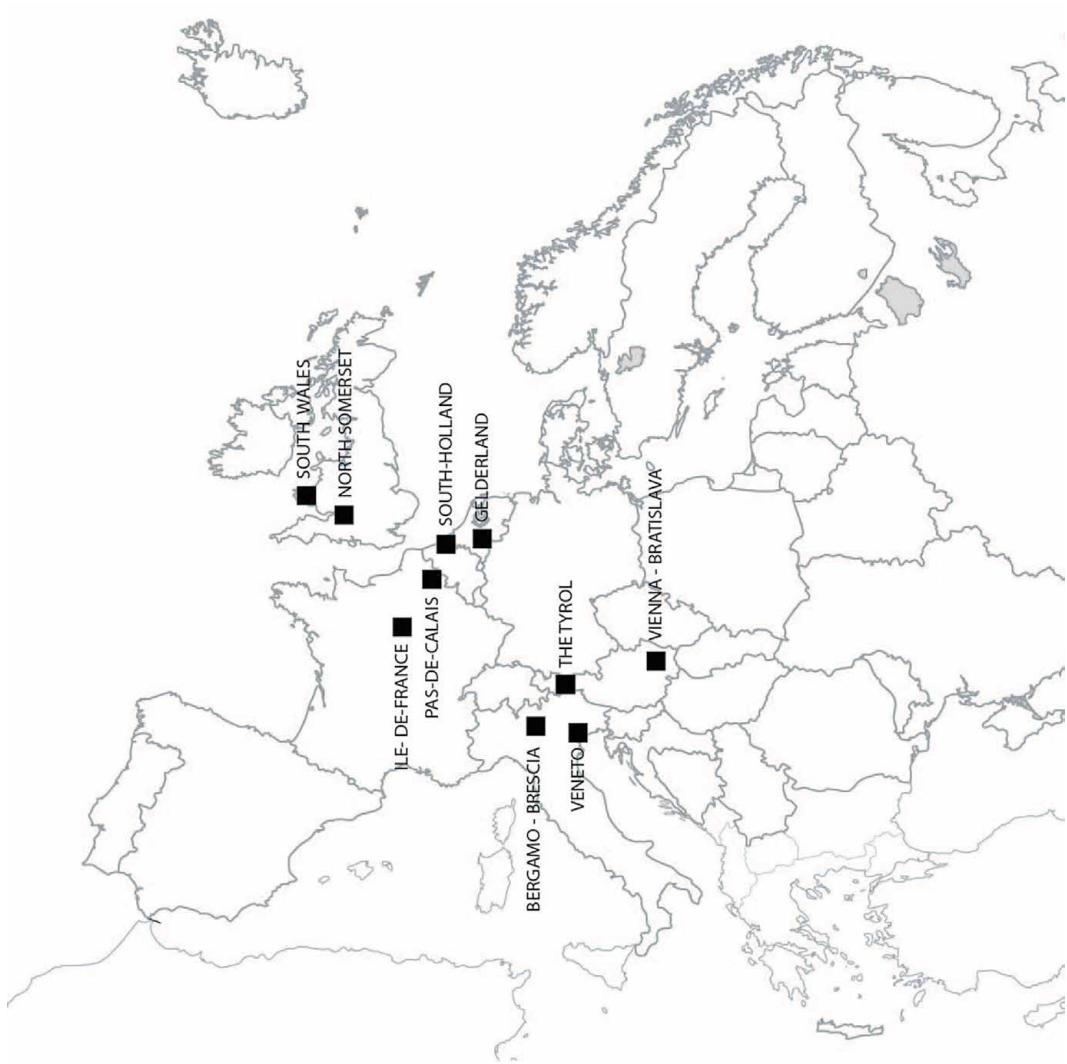 SOUTH WALES
NORTH SOMERSET
SOUTH-HOLLAND
GELDERLAND
PAS-DE-CALAIS
ILE- DE-FRANCE
THE TYROL
VIENNA - BRATISLAVA
BERGAMO - BRESCIA
VENETO